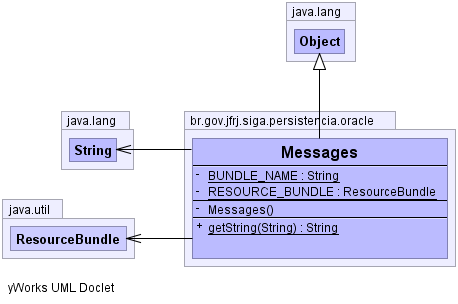 java.lang
Object
java.lang
String
br.gov.jfrj.siga.persistencia.oracle
Messages
- BUNDLE_NAME : String
- RESOURCE_BUNDLE : ResourceBundle
- Messages()
+ getString(String) : String
java.util
ResourceBundle
yWorks UML Doclet